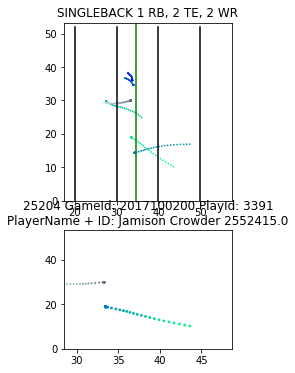 SINGLEBACK 1 RB, 2 TE, 2 WR
50
40
30
20
10
0
20 30 40 50
25204 GameId: 2017100200 PlayId: 3391
PlayerName + ID: Jamison Crowder 2552415.0
40
20
0
30 35 40 45